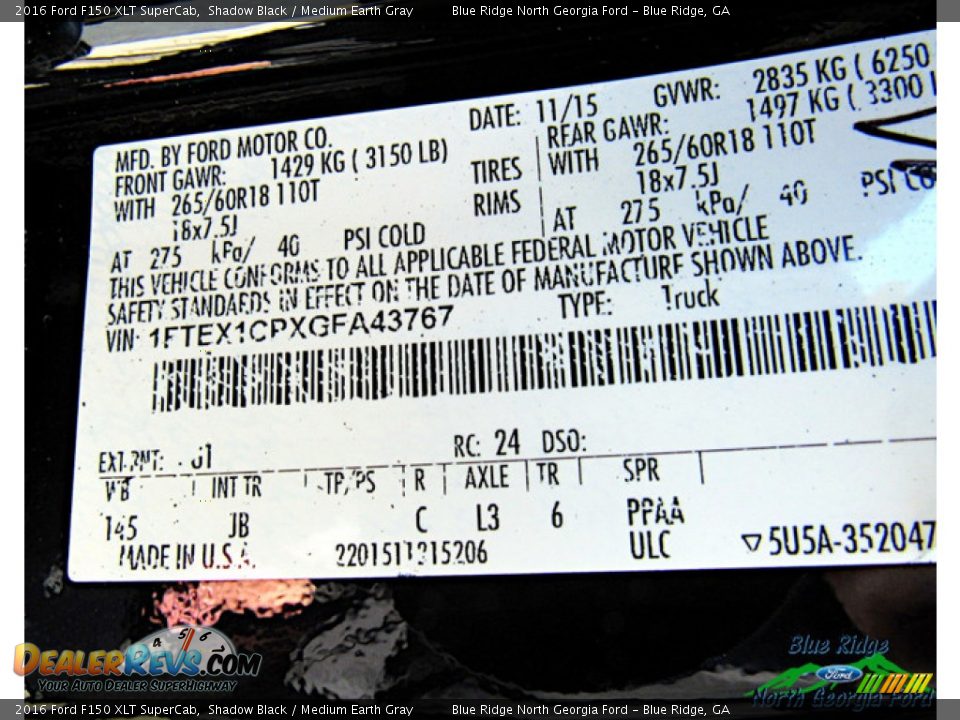 2016 Ford F150 XLT SuperCab, Shadow Black / Medium Earth Gray Blue Ridge North Georgia Ford - Blue Ridge, GA
MFD. BY FORD MOTOR CO. DATE: 11/15 GVWR: 2835 KG ( 6250
FRONT GAWR: 1429 KG ( 3150 LB) REAR GAWR: 1497 KG ( 3300 L
WITH 265/60R18 110T TIRES WITH 265/60R18 110T
18x7.5J RIMS 18x7.5J
AT 275 kPa/ 40 PSI COLD AT 275 kPa/ 40 PSI CO
THIS VEHICLE CONFORMS TO ALL APPLICABLE FEDERAL MOTOR VEHICLE
SAFETY STANDARDS IN EFFECT ON THE DATE OF MANUFACTURE SHOWN ABOVE.
VIN: 1FTEX1CPXGFA43767 TYPE: Truck
EXT PNT: RC: 24 DSO:
WB INT TR TP/PS R AXLE TR SPR
145 JB C L3 6 PPAA
MADE IN U.S.A. ULC ▽5U5A-352047
DealerRevs.com
Your Auto Dealer SuperHighway
Blue Ridge
Ford
North Georgia Ford
2016 Ford F150 XLT SuperCab, Shadow Black / Medium Earth Gray Blue Ridge North Georgia Ford - Blue Ridge, GA